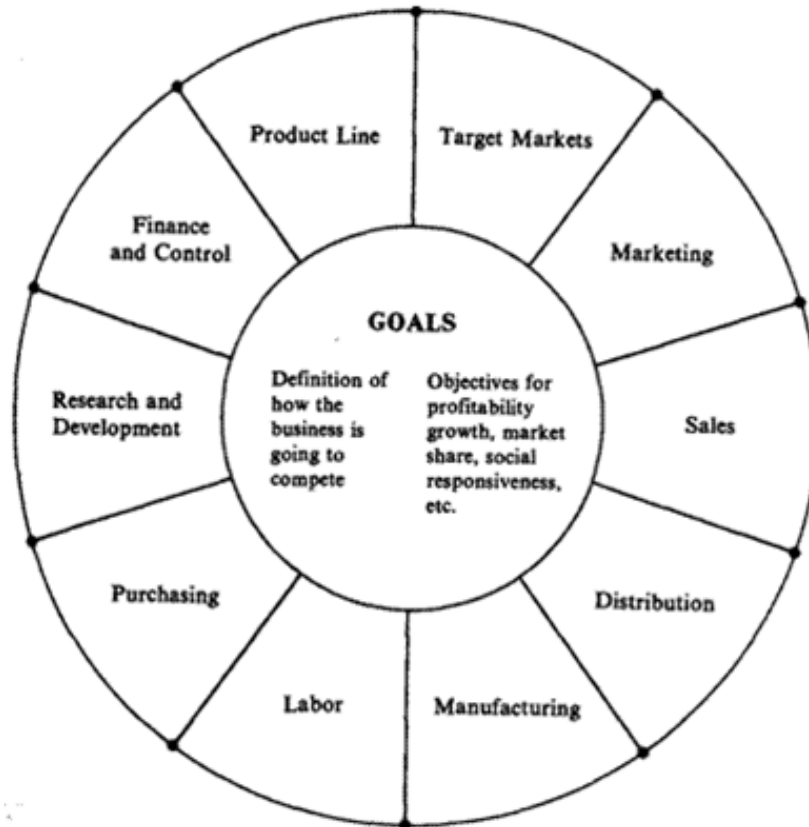 Product Line
Target Markets
Finance
and Control
Marketing
GOALS
Definition of
how the
business is
going to
compete
Objectives for
profitability
growth, market
share, social
responsiveness,
etc.
Research and
Development
Sales
Purchasing
Distribution
Labor
Manufacturing